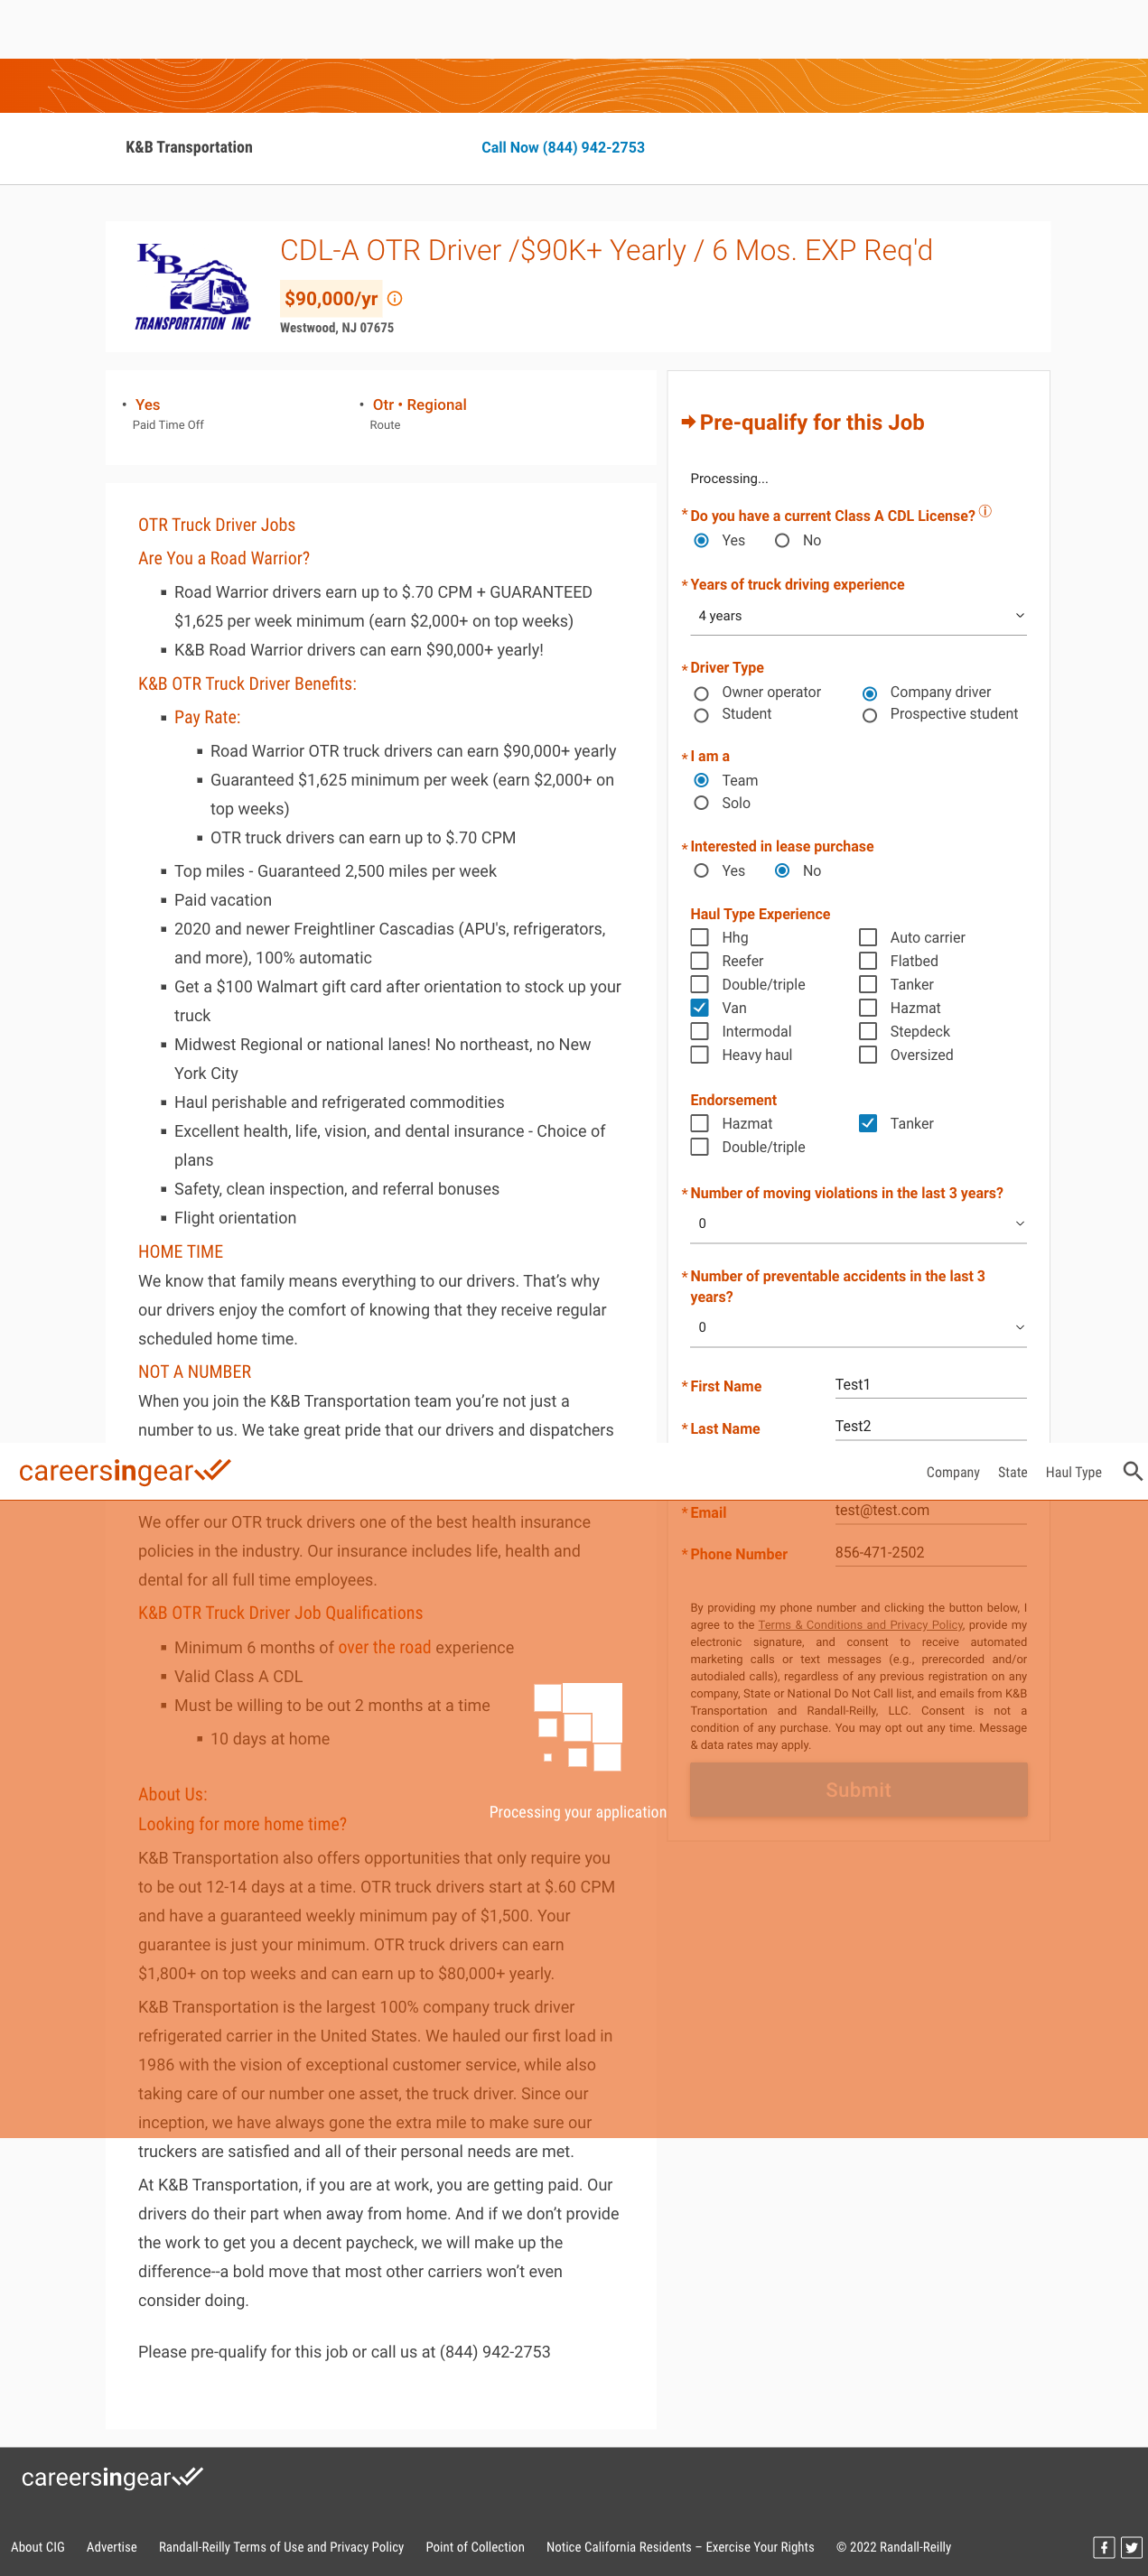 K&B Transportation
Call Now (844) 942-2753
KB
TRANSPORTATION INC
CDL-A OTR Driver /$90K+ Yearly / 6 Mos. EXP Req'd
$90,000/yr
Westwood, NJ 07675
• Yes
Paid Time Off
• Otr • Regional
Route
OTR Truck Driver Jobs
Are You a Road Warrior?
▪ Road Warrior drivers earn up to $.70 CPM + GUARANTEED
$1,625 per week minimum (earn $2,000+ on top weeks)
▪ K&B Road Warrior drivers can earn $90,000+ yearly!
K&B OTR Truck Driver Benefits:
▪ Pay Rate:
▪ Road Warrior OTR truck drivers can earn $90,000+ yearly
▪ Guaranteed $1,625 minimum per week (earn $2,000+ on
top weeks)
▪ OTR truck drivers can earn up to $.70 CPM
▪ Top miles - Guaranteed 2,500 miles per week
▪ Paid vacation
▪ 2020 and newer Freightliner Cascadias (APU's, refrigerators,
and more), 100% automatic
▪ Get a $100 Walmart gift card after orientation to stock up your
truck
▪ Midwest Regional or national lanes! No northeast, no New
York City
▪ Haul perishable and refrigerated commodities
▪ Excellent health, life, vision, and dental insurance - Choice of
plans
▪ Safety, clean inspection, and referral bonuses
▪ Flight orientation
HOME TIME
We know that family means everything to our drivers. That’s why
our drivers enjoy the comfort of knowing that they receive regular
scheduled home time.
NOT A NUMBER
When you join the K&B Transportation team you’re not just a
number to us. We take great pride that our drivers and dispatchers
Pre-qualify for this Job
Processing...
* Do you have a current Class A CDL License?
Yes No
* Years of truck driving experience
4 years
* Driver Type
Owner operator Company driver
Student Prospective student
* I am a
Team
Solo
* Interested in lease purchase
Yes No
Haul Type Experience
Hhg Auto carrier
Reefer Flatbed
Double/triple Tanker
Van Hazmat
Intermodal Stepdeck
Heavy haul Oversized
Endorsement
Hazmat Tanker
Double/triple
* Number of moving violations in the last 3 years?
0
* Number of preventable accidents in the last 3
years?
0
* First Name Test1
* Last Name Test2
careersingear
Company State Haul Type
We offer our OTR truck drivers one of the best health insurance
policies in the industry. Our insurance includes life, health and
dental for all full time employees.
K&B OTR Truck Driver Job Qualifications
▪ Minimum 6 months of over the road experience
▪ Valid Class A CDL
▪ Must be willing to be out 2 months at a time
▪ 10 days at home
About Us:
Looking for more home time?
K&B Transportation also offers opportunities that only require you
to be out 12-14 days at a time. OTR truck drivers start at $.60 CPM
and have a guaranteed weekly minimum pay of $1,500. Your
guarantee is just your minimum. OTR truck drivers can earn
$1,800+ on top weeks and can earn up to $80,000+ yearly.
K&B Transportation is the largest 100% company truck driver
refrigerated carrier in the United States. We hauled our first load in
1986 with the vision of exceptional customer service, while also
taking care of our number one asset, the truck driver. Since our
inception, we have always gone the extra mile to make sure our
truckers are satisfied and all of their personal needs are met.
At K&B Transportation, if you are at work, you are getting paid. Our
drivers do their part when away from home. And if we don’t provide
the work to get you a decent paycheck, we will make up the
difference--a bold move that most other carriers won’t even
consider doing.
Please pre-qualify for this job or call us at (844) 942-2753
Processing your application
* Email test@test.com
* Phone Number 856-471-2502
By providing my phone number and clicking the button below, I
agree to the Terms & Conditions and Privacy Policy, provide my
electronic signature, and consent to receive automated
marketing calls or text messages (e.g., prerecorded and/or
autodialed calls), regardless of any previous registration on any
company, State or National Do Not Call list, and emails from K&B
Transportation and Randall-Reilly, LLC. Consent is not a
condition of any purchase. You may opt out any time. Message
& data rates may apply.
Submit
careersingear
About CIG Advertise Randall-Reilly Terms of Use and Privacy Policy Point of Collection Notice California Residents – Exercise Your Rights © 2022 Randall-Reilly